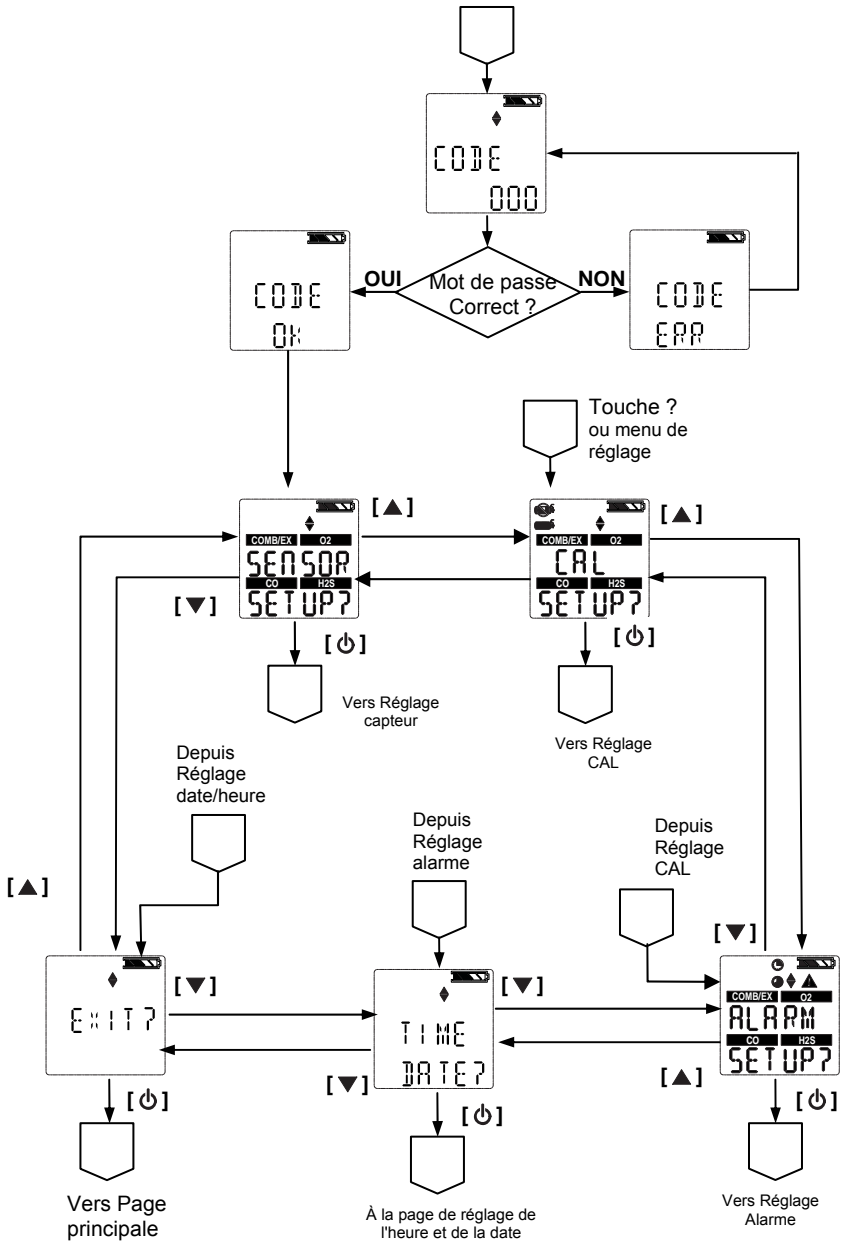 CODE
000
OUI
Mot de passe
Correct ?
NON
CODE
OK
CODE
ERR
Touche ?
ou menu de
réglage
[▲]
COMB/EX O2
SENSOR
CO H2S
SETUP?
[▲]
COMB/EX O2
CAL
CO H2S
SETUP?
[▼]
[⏻]
[⏻]
Vers Réglage
capteur
Vers Réglage
CAL
Depuis
Réglage
date/heure
Depuis
Réglage
alarme
Depuis
Réglage
CAL
[▲]
[▼]
EXIT?
[▼]
TIME
DATE?
[▼]
COMB/EX O2
ALARM
CO H2S
SETUP?
[▼]
[▲]
[⏻]
[⏻]
[⏻]
Vers Page
principale
À la page de réglage de
l'heure et de la date
Vers Réglage
Alarme